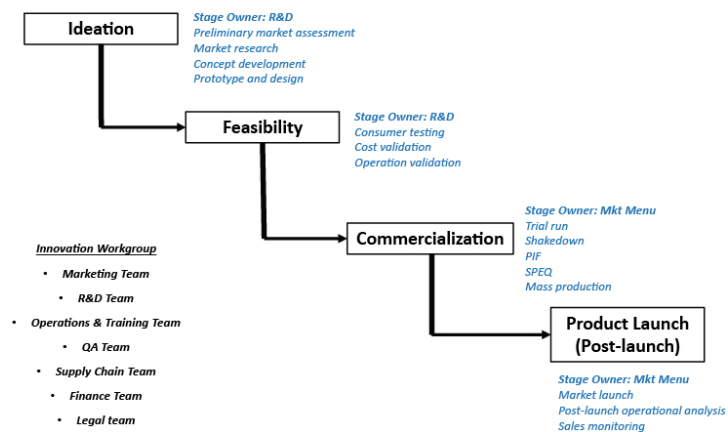 Ideation
Stage Owner: R&D
Preliminary market assessment
Market research
Concept development
Prototype and design
Feasibility
Stage Owner: R&D
Consumer testing
Cost validation
Operation validation
Commercialization
Stage Owner: Mkt Menu
Trial run
Shakedown
PIF
SPEQ
Mass production
Innovation Workgroup
• Marketing Team
• R&D Team
• Operations & Training Team
• QA Team
• Supply Chain Team
• Finance Team
• Legal team
Product Launch
(Post-launch)
Stage Owner: Mkt Menu
Market launch
Post-launch operational analysis
Sales monitoring